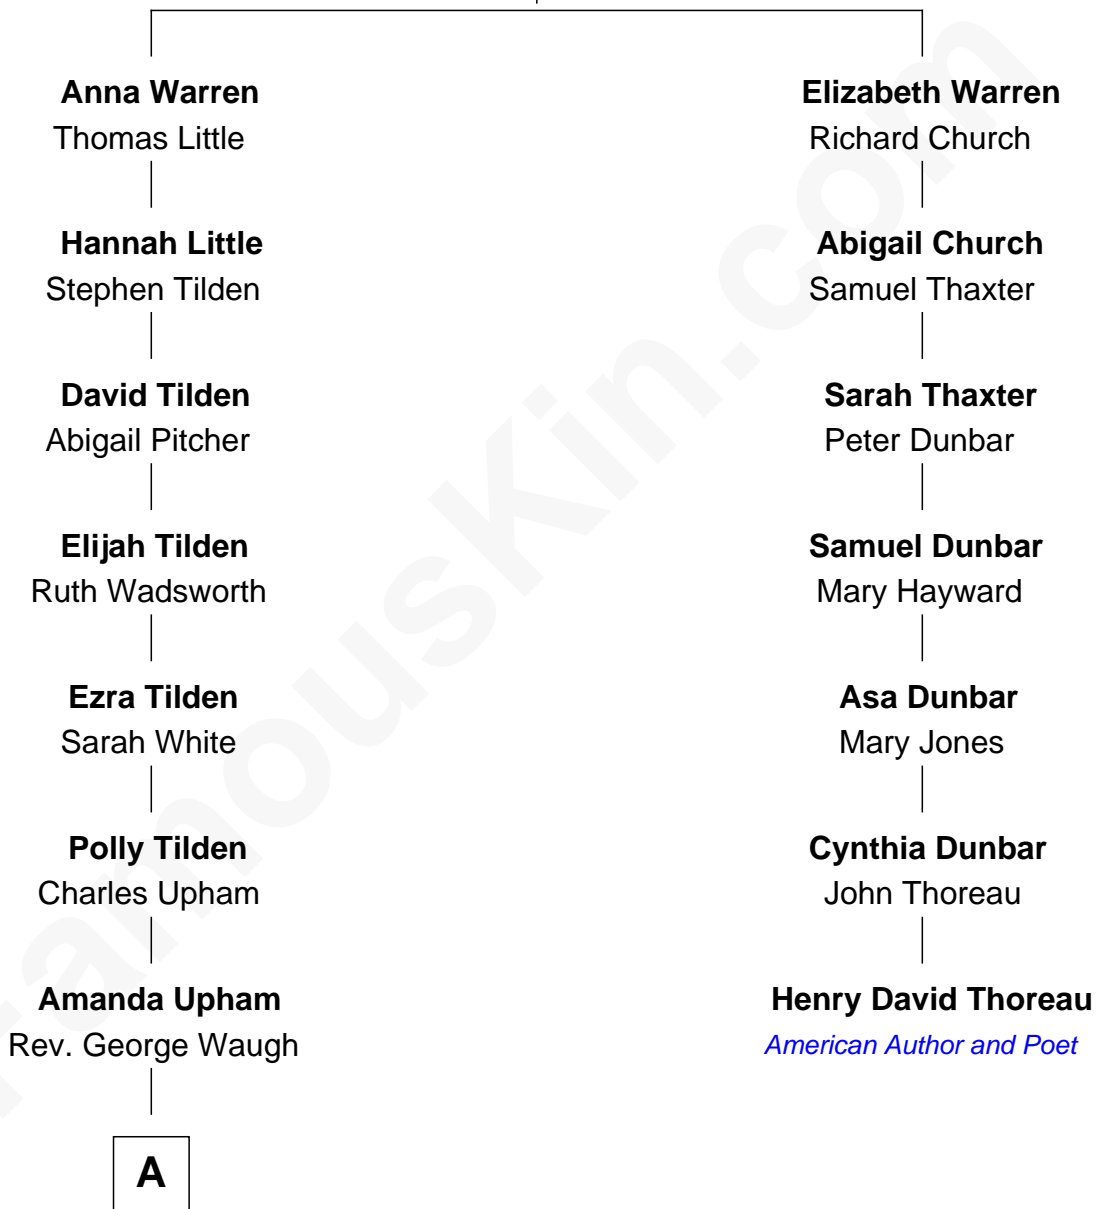 Anna Warren
Thomas Little
Hannah Little
Stephen Tilden
David Tilden
Abigail Pitcher
Elijah Tilden
Ruth Wadsworth
Ezra Tilden
Sarah White
Polly Tilden
Charles Upham
Amanda Upham
Rev. George Waugh
A
Elizabeth Warren
Richard Church
Abigail Church
Samuel Thaxter
Sarah Thaxter
Peter Dunbar
Samuel Dunbar
Mary Hayward
Asa Dunbar
Mary Jones
Cynthia Dunbar
John Thoreau
Henry David Thoreau
American Author and Poet
FamousKin.com